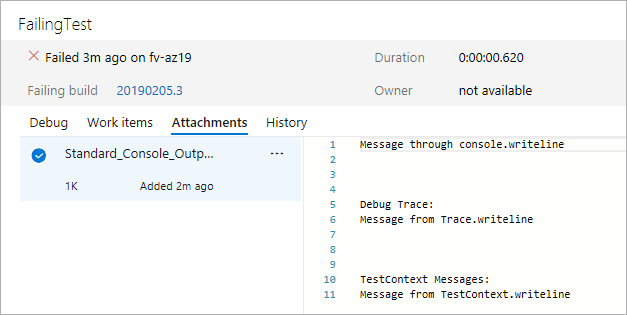 FailingTest
Failed 3m ago on fv-az19
Duration 0:00:00.620
Failing build 20190205.3
Owner not available
Debug Work items Attachments History
Standard_Console_Outp...
1K Added 2m ago
1 Message through console.writeline
2
3
4
5 Debug Trace:
6 Message from Trace.writeline
7
8
9
10 TestContext Messages:
11 Message from TestContext.writeline